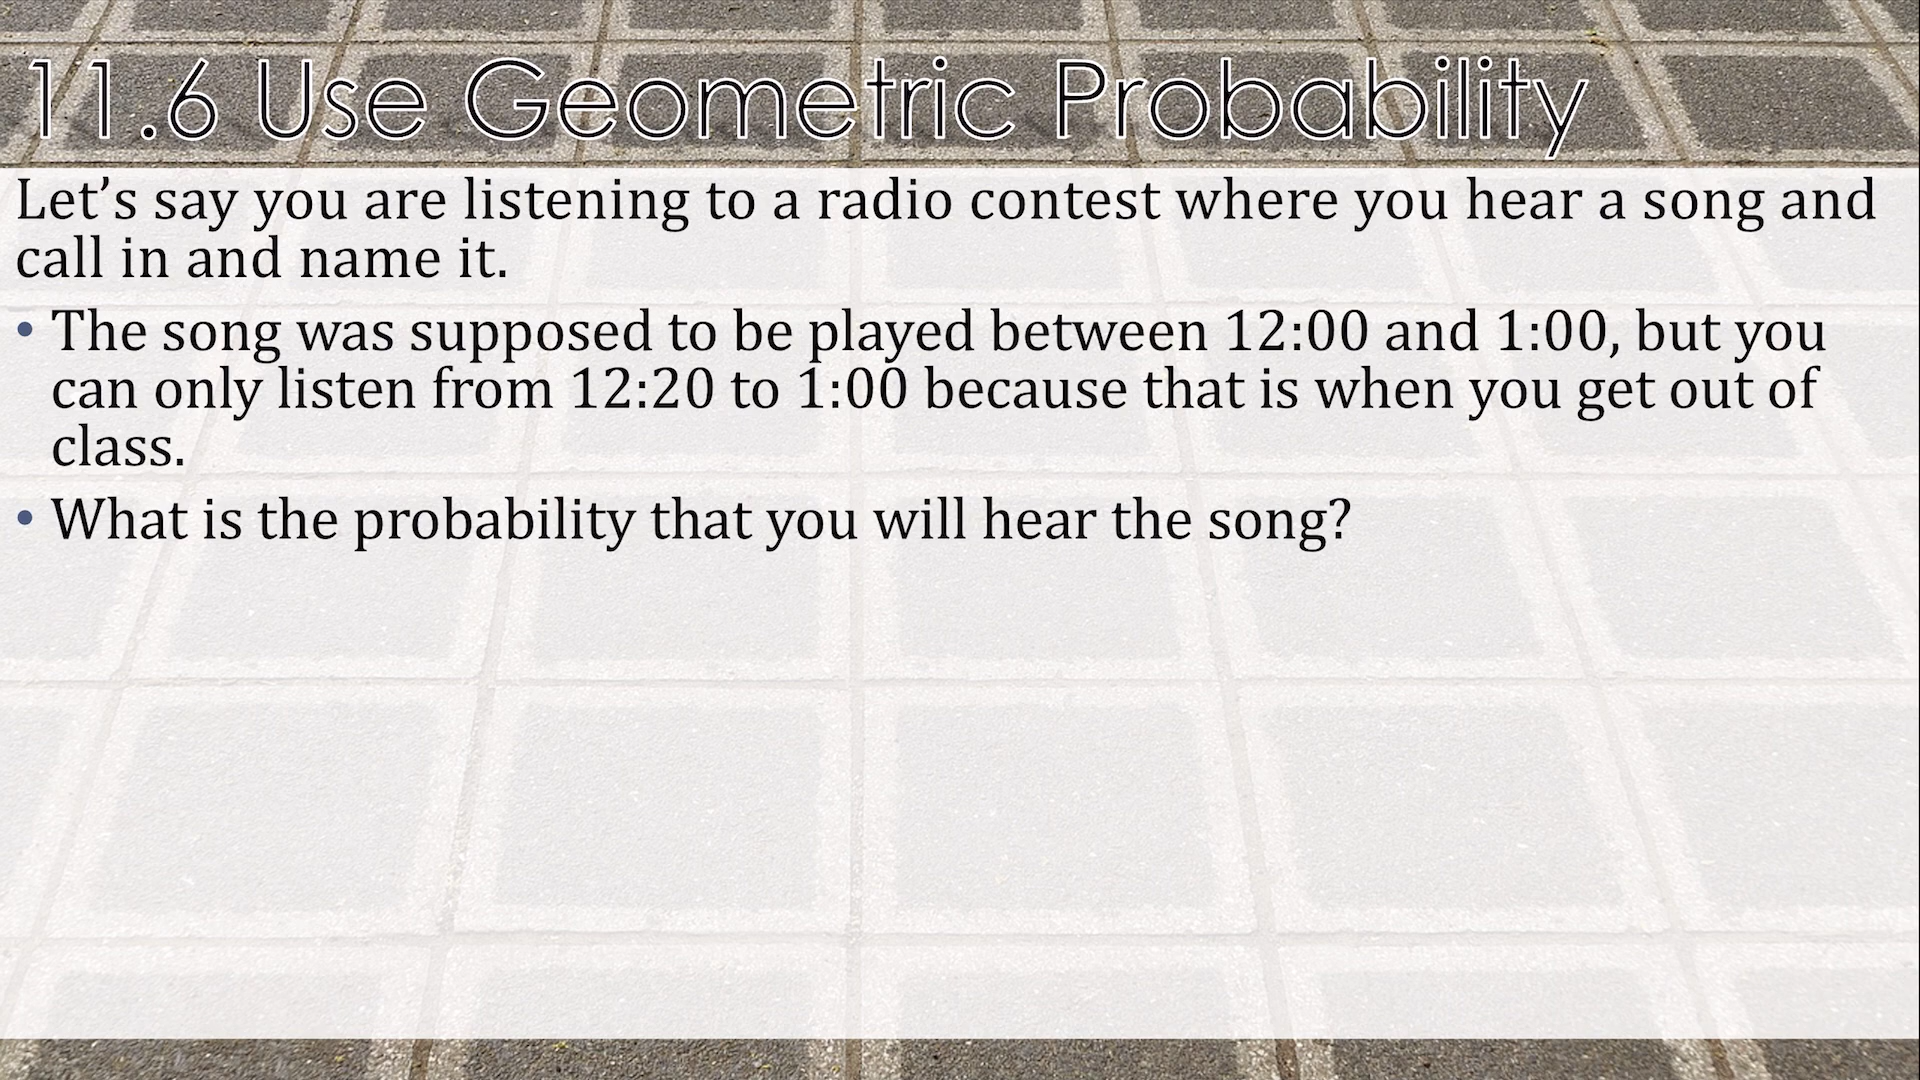 11.6 Use Geometric Probability
Let’s say you are listening to a radio contest where you hear a song and
call in and name it.
• The song was supposed to be played between 12:00 and 1:00, but you
can only listen from 12:20 to 1:00 because that is when you get out of
class.
• What is the probability that you will hear the song?